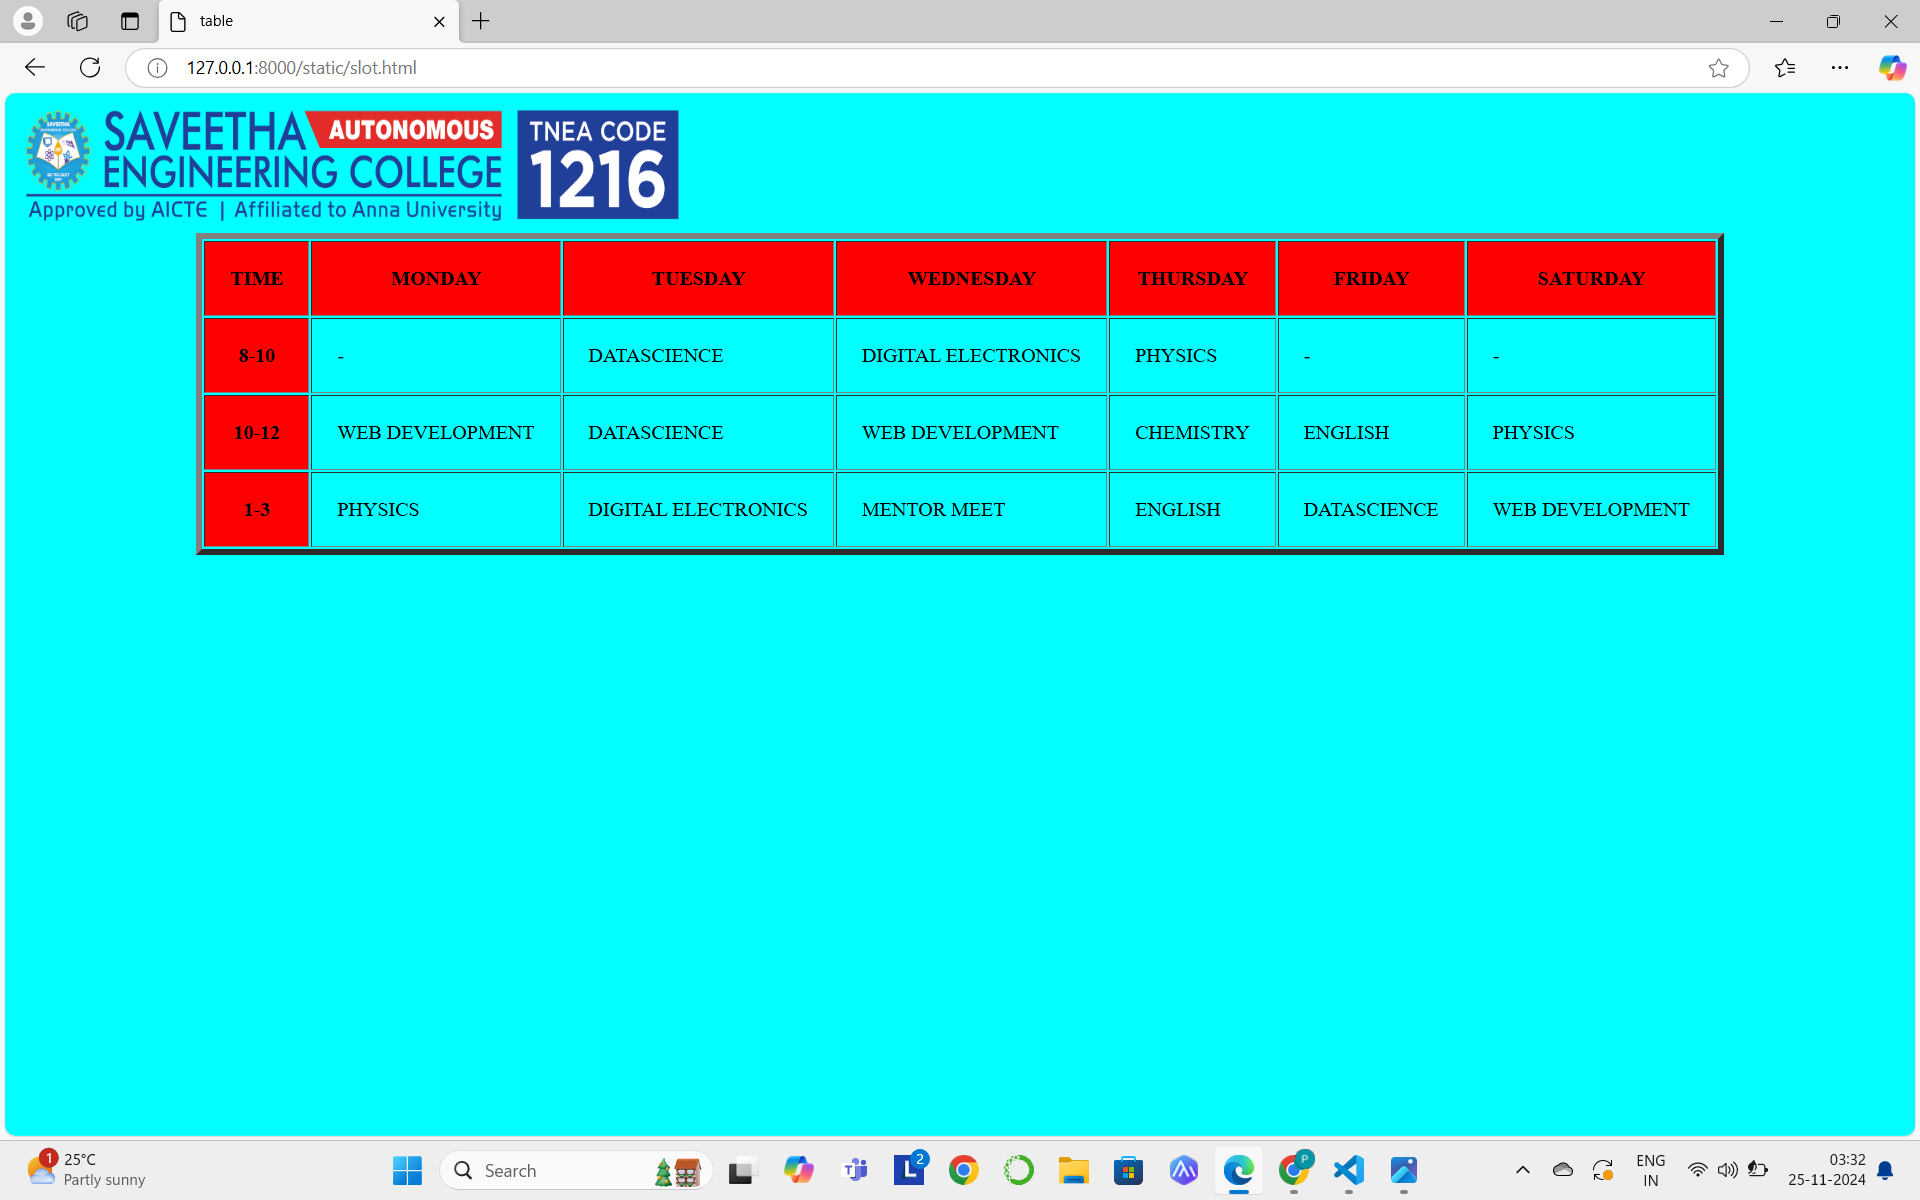 table
127.0.0.1:8000/static/slot.html
SAVEETHA AUTONOMOUS
ENGINEERING COLLEGE
Approved by AICTE | Affiliated to Anna University
TNEA CODE
1216
TIME MONDAY TUESDAY WEDNESDAY THURSDAY FRIDAY SATURDAY
8-10 - DATASCIENCE DIGITAL ELECTRONICS PHYSICS - -
10-12 WEB DEVELOPMENT DATASCIENCE WEB DEVELOPMENT CHEMISTRY ENGLISH PHYSICS
1-3 PHYSICS DIGITAL ELECTRONICS MENTOR MEET ENGLISH DATASCIENCE WEB DEVELOPMENT
1
25°C
Partly sunny
Search
L
2
P
ENG
IN
03:32
25-11-2024